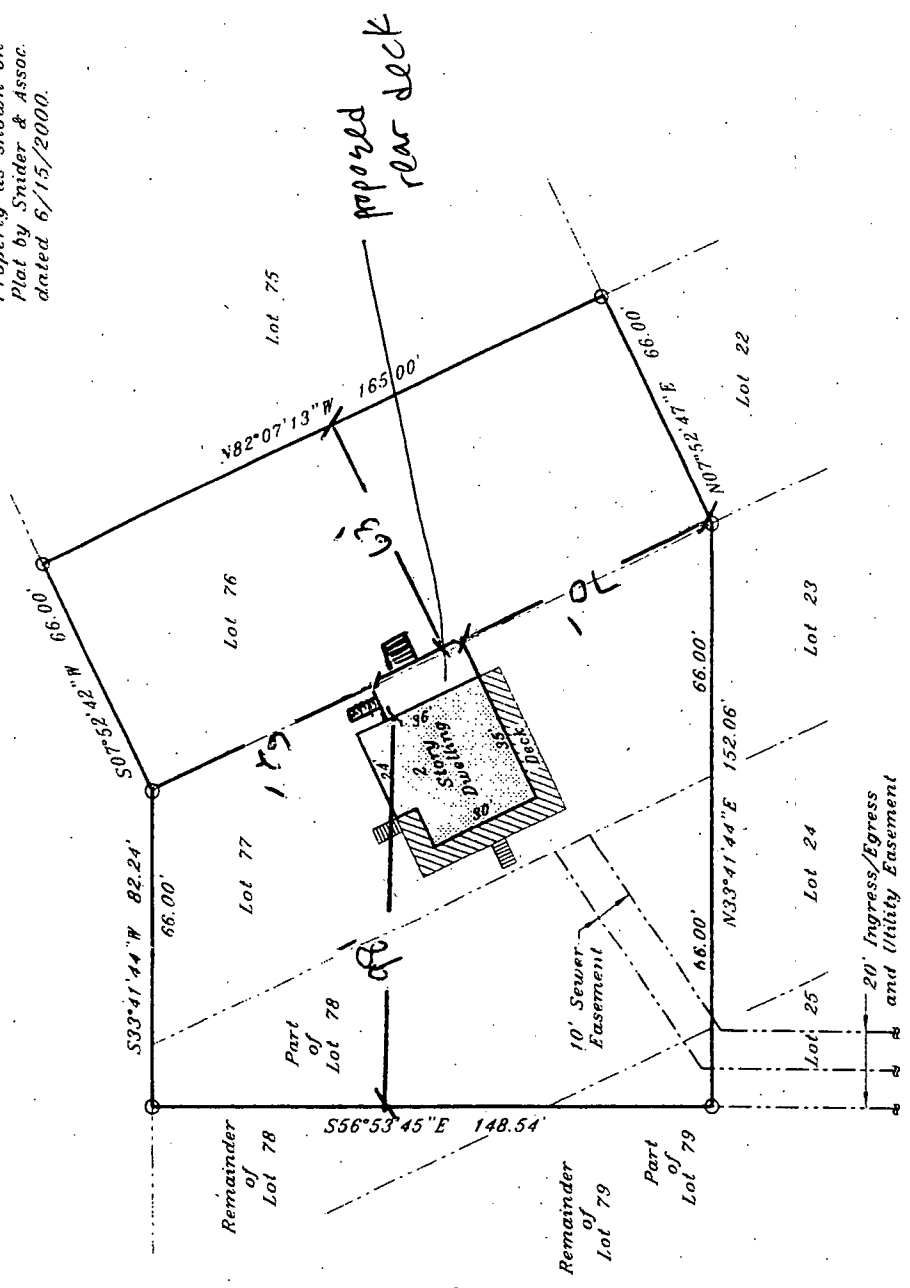 Property as shown on
Plat by Snider & Assoc.
dated 6/15/2000.
proposed
rear deck
Lot 75
N82°07'13"W 165.00'
S07°52'42"W 66.00'
Lot 76
63'
66.00'
N07°52'47"E
Lot 22
S33°41'44"W 82.24'
66.00'
Lot 77
70'
24'
36'
2
Story
Dwelling
35'
30'
Deck
Lot 23
66.00'
N33°41'44"E 152.06'
66.00'
Lot 24
Part
of
Lot 78
10' Sewer
Easement
Lot 25
20' Ingress/Egress
and Utility Easement
S56°53'45"E 148.54'
Remainder
of
Lot 78
Remainder
of
Lot 79
Part
of
Lot 79